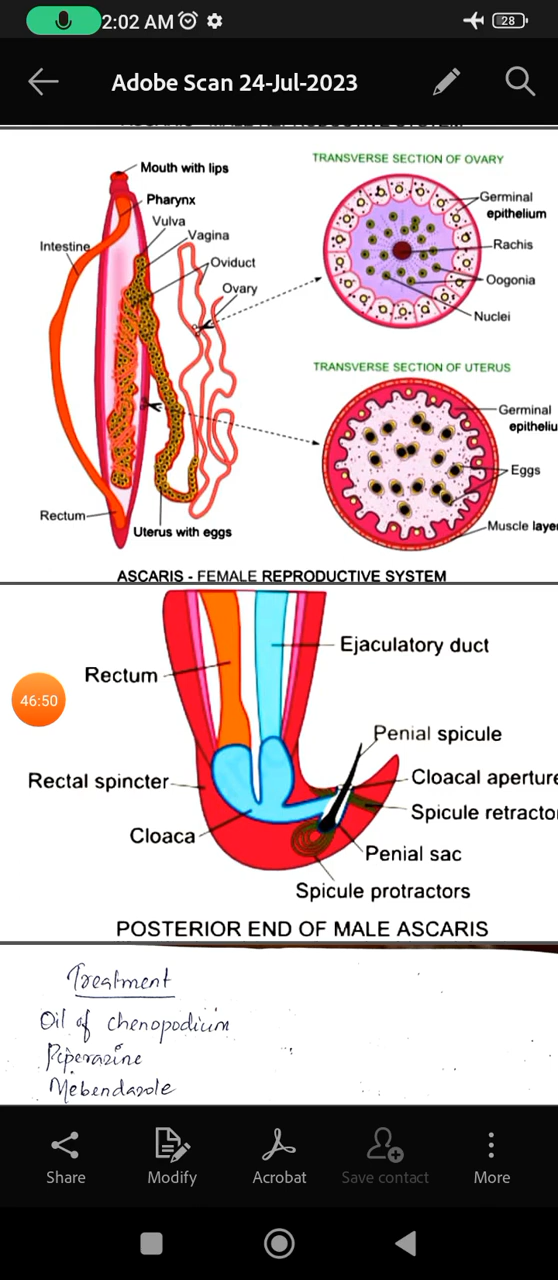 2:02 AM
28
Adobe Scan 24-Jul-2023
Mouth with lips
Pharynx
Vulva
Vagina
Intestine
Oviduct
Ovary
Rectum
Uterus with eggs
TRANSVERSE SECTION OF OVARY
Germinal
epithelium
Rachis
Oogonia
Nuclei
TRANSVERSE SECTION OF UTERUS
Germinal
epitheliu
Eggs
Muscle laye
ASCARIS - FEMALE REPRODUCTIVE SYSTEM
Ejaculatory duct
Rectum
46:50
Penial spicule
Rectal spincter
Cloacal aperture
Spicule retracto
Cloaca
Penial sac
Spicule protractors
POSTERIOR END OF MALE ASCARIS
Treatment
Oil of chenopodium
Piperazine
Mebendazole
Share
Modify
Acrobat
Save contact
More